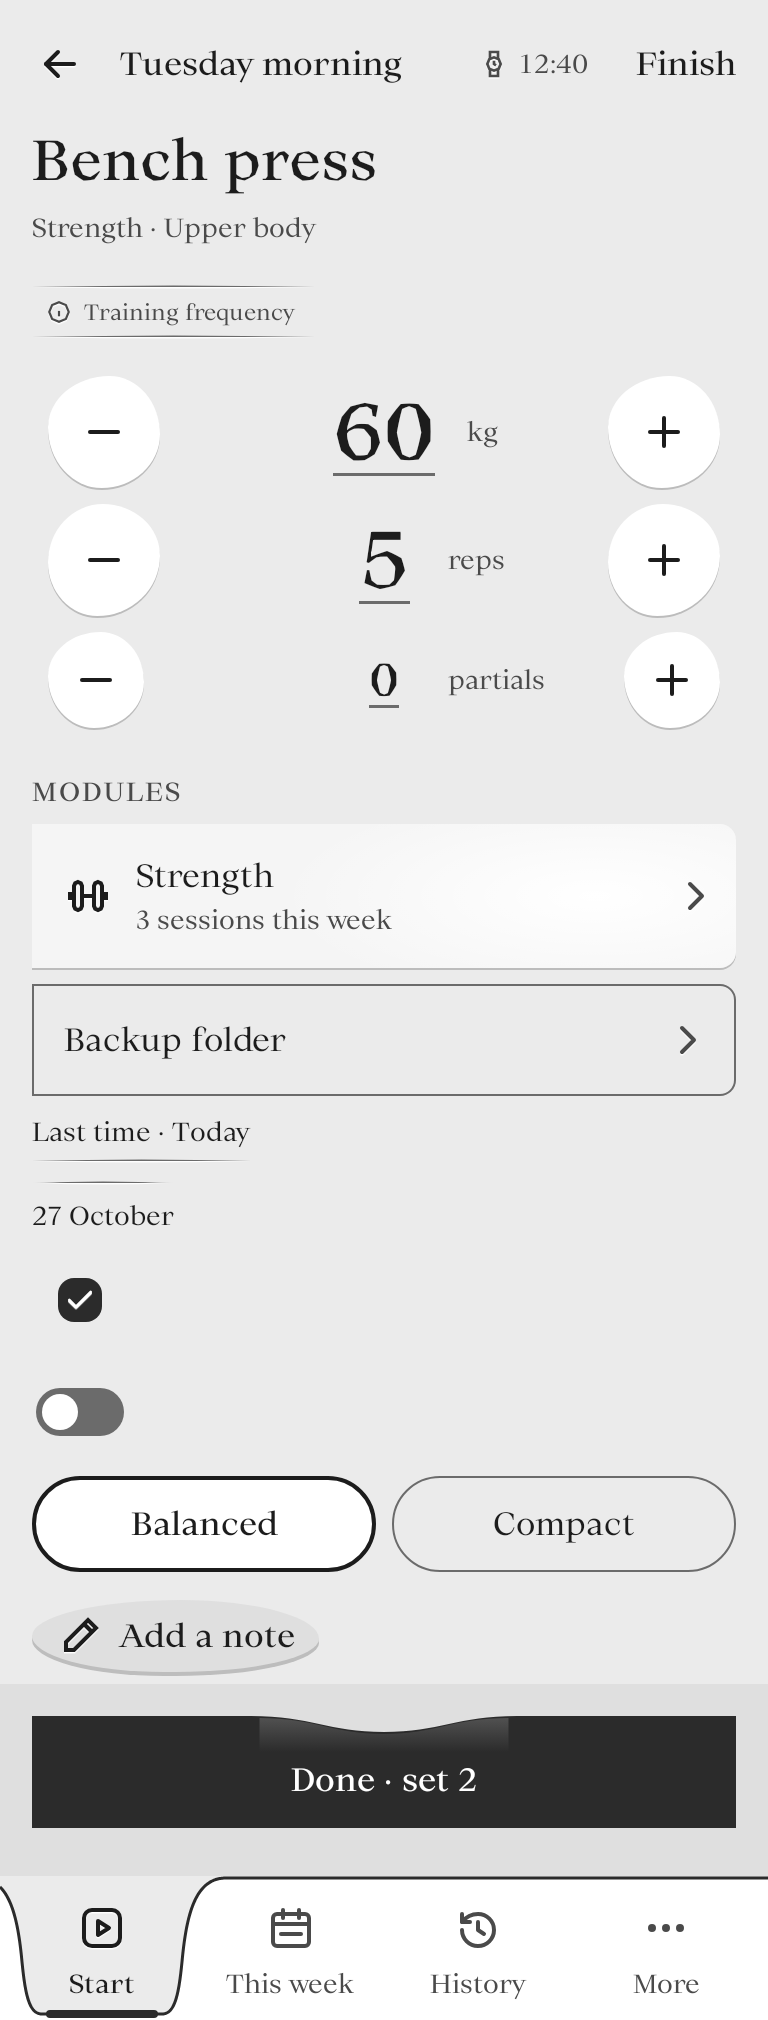 Tuesday morning
12:40
Finish
Bench press
Strength · Upper body
Training frequency
60 kg
5 reps
0 partials
MODULES
Strength
3 sessions this week
Backup folder
Last time · Today
27 October
Balanced
Compact
Add a note
Done · set 2
Start
This week
History
More